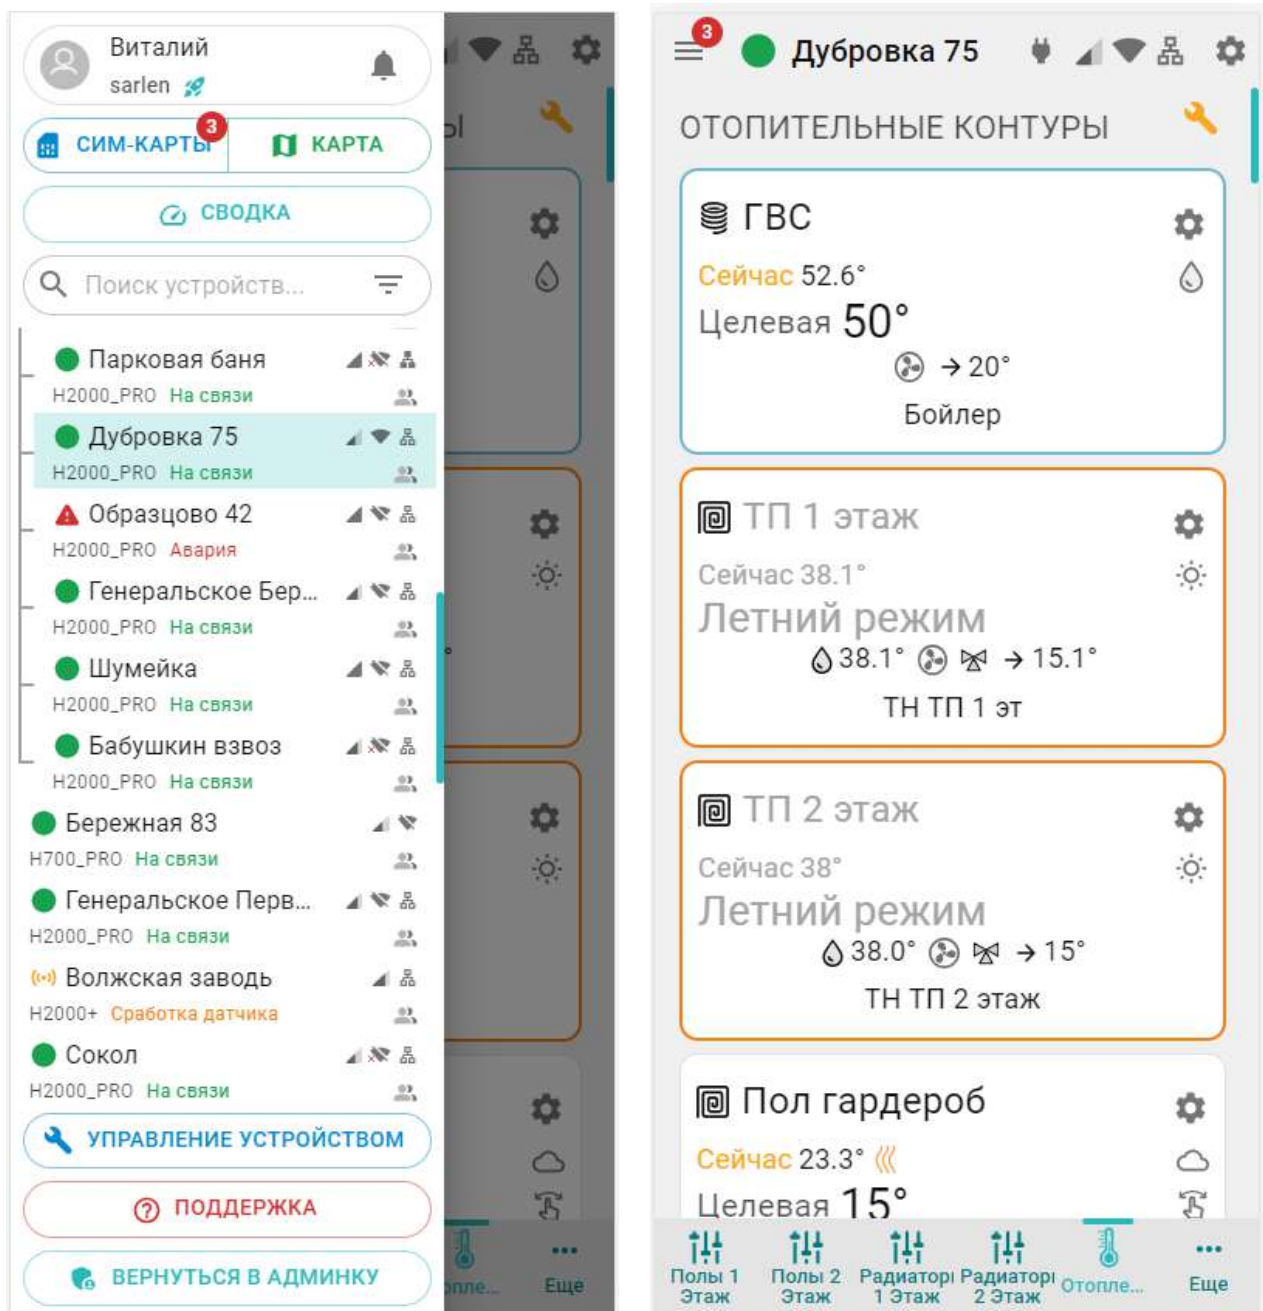 Виталий
sarlen
СИМ-КАРТЫ
3
КАРТА
СВОДКА
Поиск устройств...
Парковая баня
H2000_PRO На связи
Дубровка 75
H2000_PRO На связи
Образцово 42
H2000_PRO Авария
Генеральское Бер...
H2000_PRO На связи
Шумейка
H2000_PRO На связи
Бабушкин взвоз
H2000_PRO На связи
Бережная 83
H700_PRO На связи
Генеральское Перв...
H2000_PRO На связи
Волжская заводь
H2000+ Сработка датчика
Сокол
H2000_PRO На связи
УПРАВЛЕНИЕ УСТРОЙСТВОМ
ПОДДЕРЖКА
ВЕРНУТЬСЯ В АДМИНКУ
Ы
°
опле...
Еще
3
Дубровка 75
ОТОПИТЕЛЬНЫЕ КОНТУРЫ
ГВС
Сейчас 52.6°
Целевая 50°
→ 20°
Бойлер
ТП 1 этаж
Сейчас 38.1°
Летний режим
38.1° → 15.1°
ТН ТП 1 эт
ТП 2 этаж
Сейчас 38°
Летний режим
38.0° → 15°
ТН ТП 2 этаж
Пол гардероб
Сейчас 23.3°
Целевая 15°
Полы 1
Этаж
Полы 2
Этаж
Радиаторі
1 Этаж
Радиаторі
2 Этаж
Отопле...
Еще